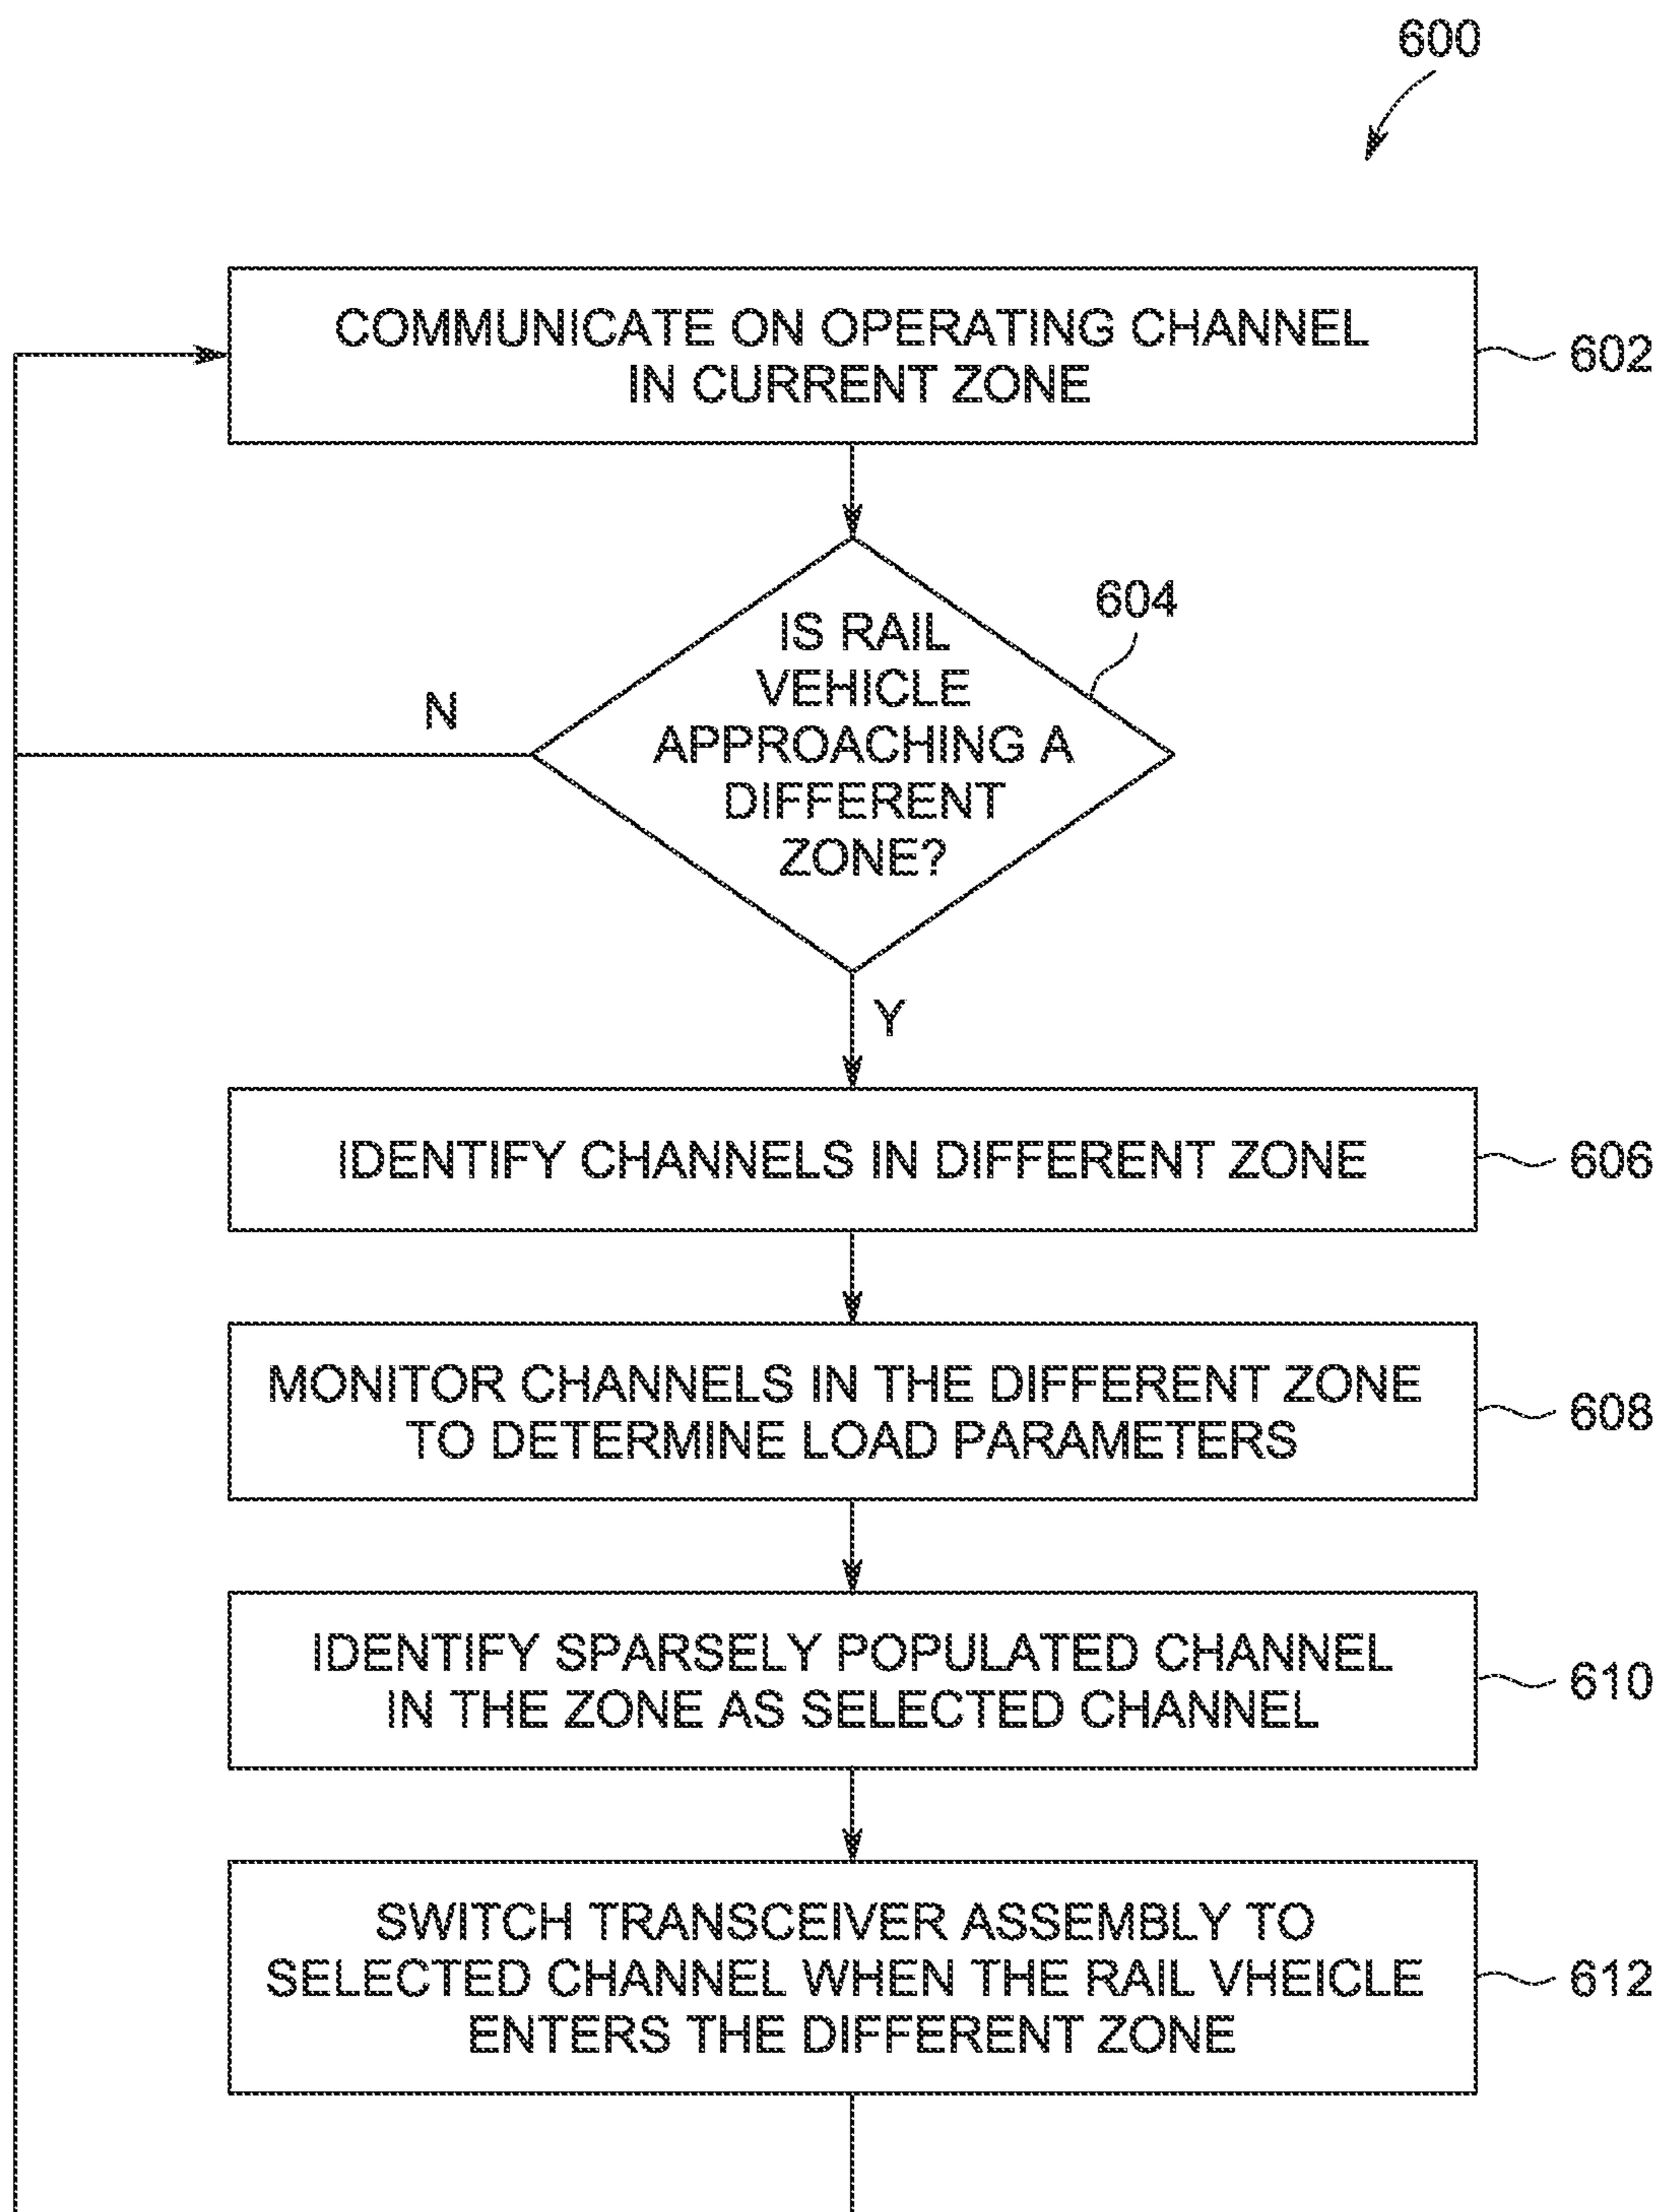 600
COMMUNICATE ON OPERATING CHANNEL
IN CURRENT ZONE
602
604
IS RAIL
VEHICLE
APPROACHING A
DIFFERENT
ZONE?
N
Y
IDENTIFY CHANNELS IN DIFFERENT ZONE
606
MONITOR CHANNELS IN THE DIFFERENT ZONE
TO DETERMINE LOAD PARAMETERS
608
IDENTIFY SPARSELY POPULATED CHANNEL
IN THE ZONE AS SELECTED CHANNEL
610
SWITCH TRANSCEIVER ASSEMBLY TO
SELECTED CHANNEL WHEN THE RAIL VHEICLE
ENTERS THE DIFFERENT ZONE
612